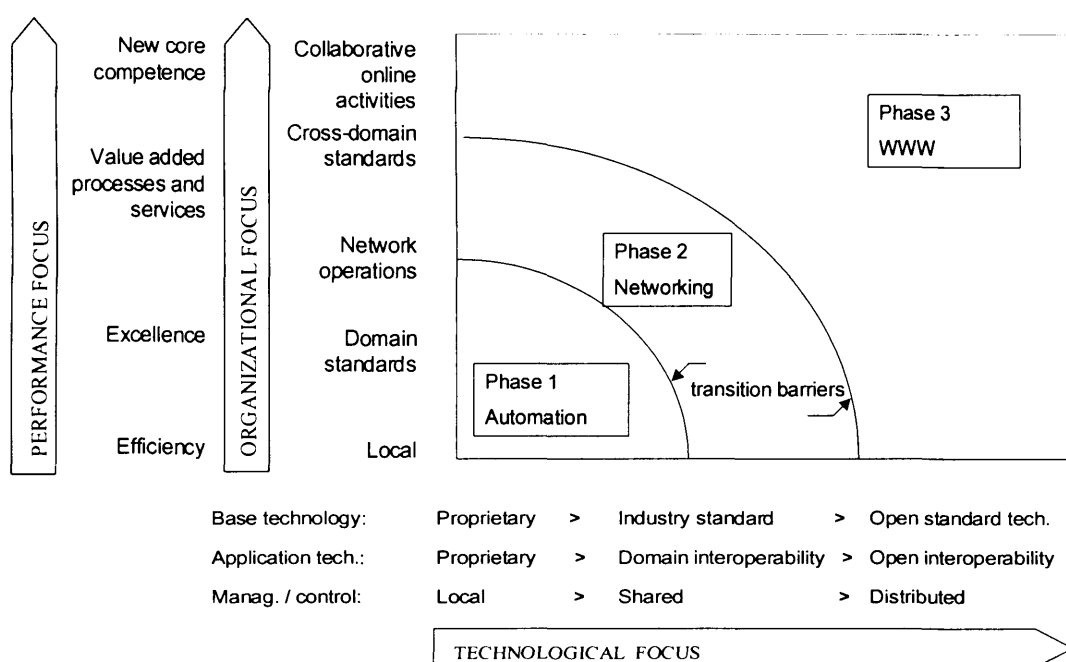 PERFORMANCE FOCUS
New core
competence
Value added
processes and
services
Excellence
Efficiency
ORGANIZATIONAL FOCUS
Collaborative
online
activities
Cross-domain
standards
Network
operations
Domain
standards
Local
Phase 3
WWW
Phase 2
Networking
Phase 1
Automation
transition barriers
Base technology: Proprietary > Industry standard > Open standard tech.
Application tech.: Proprietary > Domain interoperability > Open interoperability
Manag. / control: Local > Shared > Distributed
TECHNOLOGICAL FOCUS